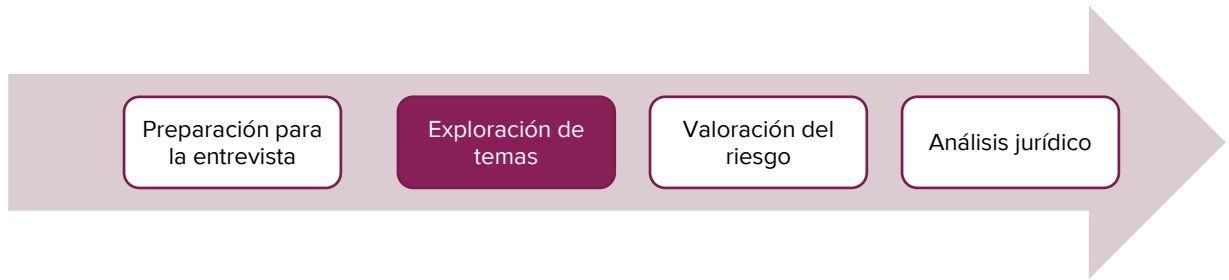 Preparación para
la entrevista
Exploración de
temas
Valoración del
riesgo
Análisis jurídico